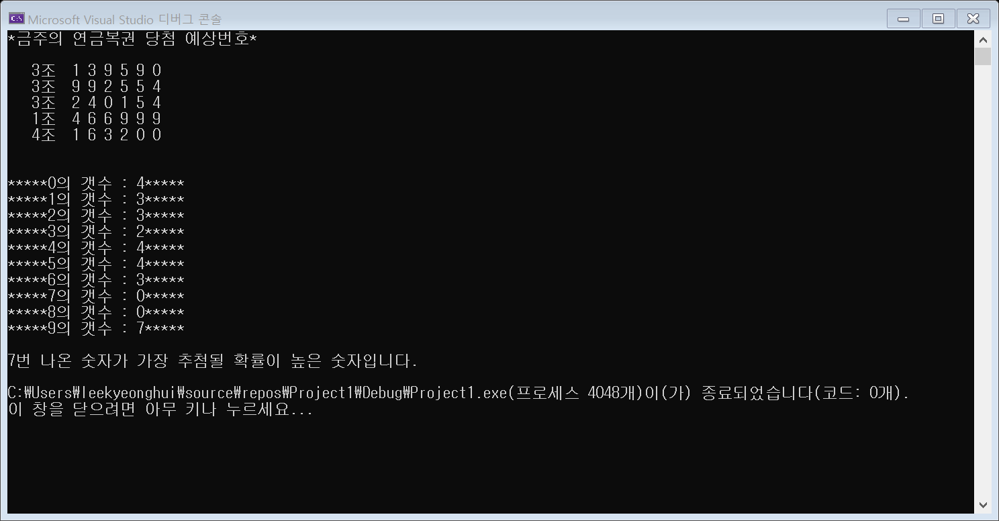 Microsoft Visual Studio 디버그 콘솔
*금주의 연금복권 당첨 예상번호*
3조 1 3 9 5 9 0
3조 9 9 2 5 5 4
3조 2 4 0 1 5 4
1조 4 6 6 9 9 9
4조 1 6 3 2 0 0
*****0의 갯수 : 4*****
*****1의 갯수 : 3*****
*****2의 갯수 : 3*****
*****3의 갯수 : 2*****
*****4의 갯수 : 4*****
*****5의 갯수 : 4*****
*****6의 갯수 : 3*****
*****7의 갯수 : 0*****
*****8의 갯수 : 0*****
*****9의 갯수 : 7*****
7번 나온 숫자가 가장 추첨될 확률이 높은 숫자입니다.
C:₩Users₩leekyeonghui₩source₩repos₩Project1₩Debug₩Project1.exe(프로세스 4048개)이(가) 종료되었습니다(코드: 0개).
이 창을 닫으려면 아무 키나 누르세요...